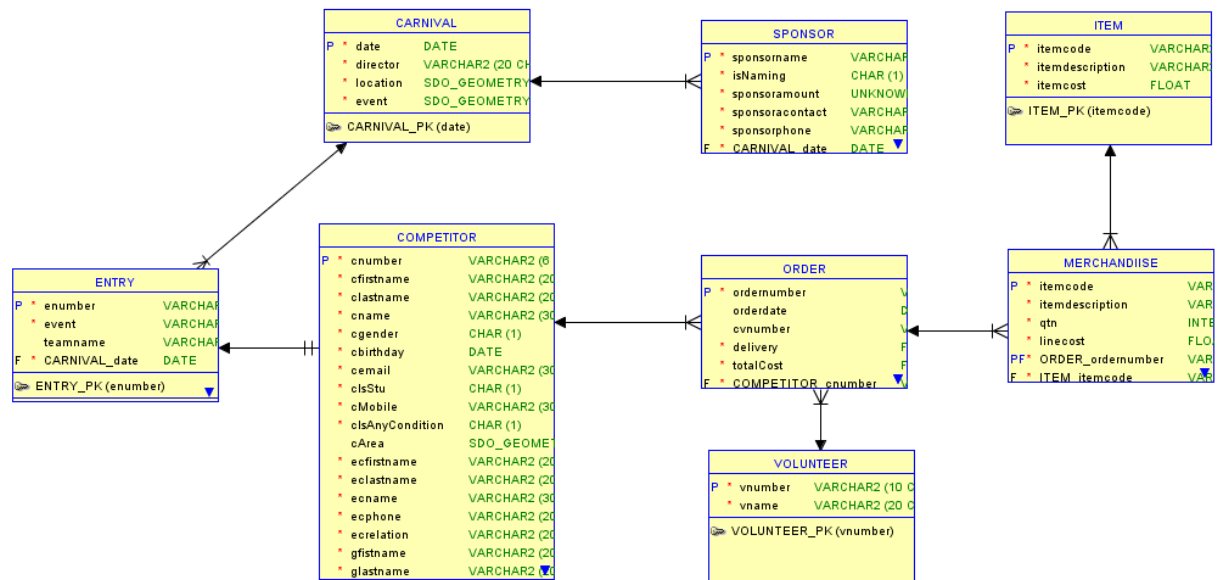 CARNIVAL
P * date DATE
* director VARCHAR2 (20 CH
* location SDO_GEOMETRY
* event SDO_GEOMETRY
CARNIVAL_PK (date)
SPONSOR
P * sponsorname VARCHAR
* isNaming CHAR (1)
* sponsoramount UNKNOW
* sponsoracontact VARCHAR
* sponsorphone VARCHAR
F * CARNIVAL_date DATE
ITEM
P * itemcode VARCHAR2
* itemdescription VARCHAR2
* itemcost FLOAT
ITEM_PK (itemcode)
ENTRY
P * enumber VARCHAR
* event VARCHAR
teamname VARCHAR
F * CARNIVAL_date DATE
ENTRY_PK (enumber)
COMPETITOR
P * cnumber VARCHAR2 (6
* cfirstname VARCHAR2 (20
* clastname VARCHAR2 (20
* cname VARCHAR2 (30
* cgender CHAR (1)
* cbirthday DATE
* cemail VARCHAR2 (30
* cIsStu CHAR (1)
* cMobile VARCHAR2 (30
* cIsAnyCondition CHAR (1)
cArea SDO_GEOMET
* ecfirstname VARCHAR2 (20
* eclastname VARCHAR2 (20
* ecname VARCHAR2 (30
* ecphone VARCHAR2 (20
* ecrelation VARCHAR2 (20
* gfistname VARCHAR2 (20
* glastname VARCHAR2 (20
ORDER
P * ordernumber V
orderdate D
cvnumber V
* delivery F
* totalCost F
F * COMPETITOR_cnumber V
MERCHANDIISE
P * itemcode VAR
* itemdescription VAR
* qtn INTE
* linecost FLO
PF * ORDER_ordernumber VAR
F * ITEM_itemcode VAR
VOLUNTEER
P * vnumber VARCHAR2 (10 C
* vname VARCHAR2 (20 C
VOLUNTEER_PK (vnumber)